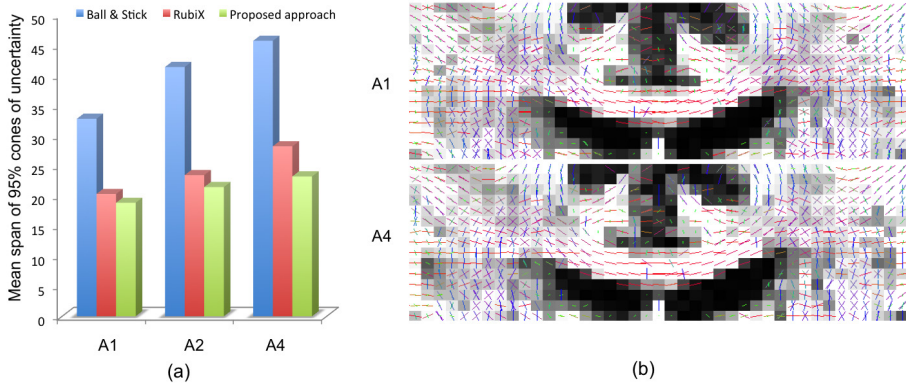 Ball & Stick RubiX Proposed approach
Mean span of 95% cones of uncertainty
50
45
40
35
30
25
20
15
10
5
0
A1 A2 A4
(a)
A1
A4
(b)